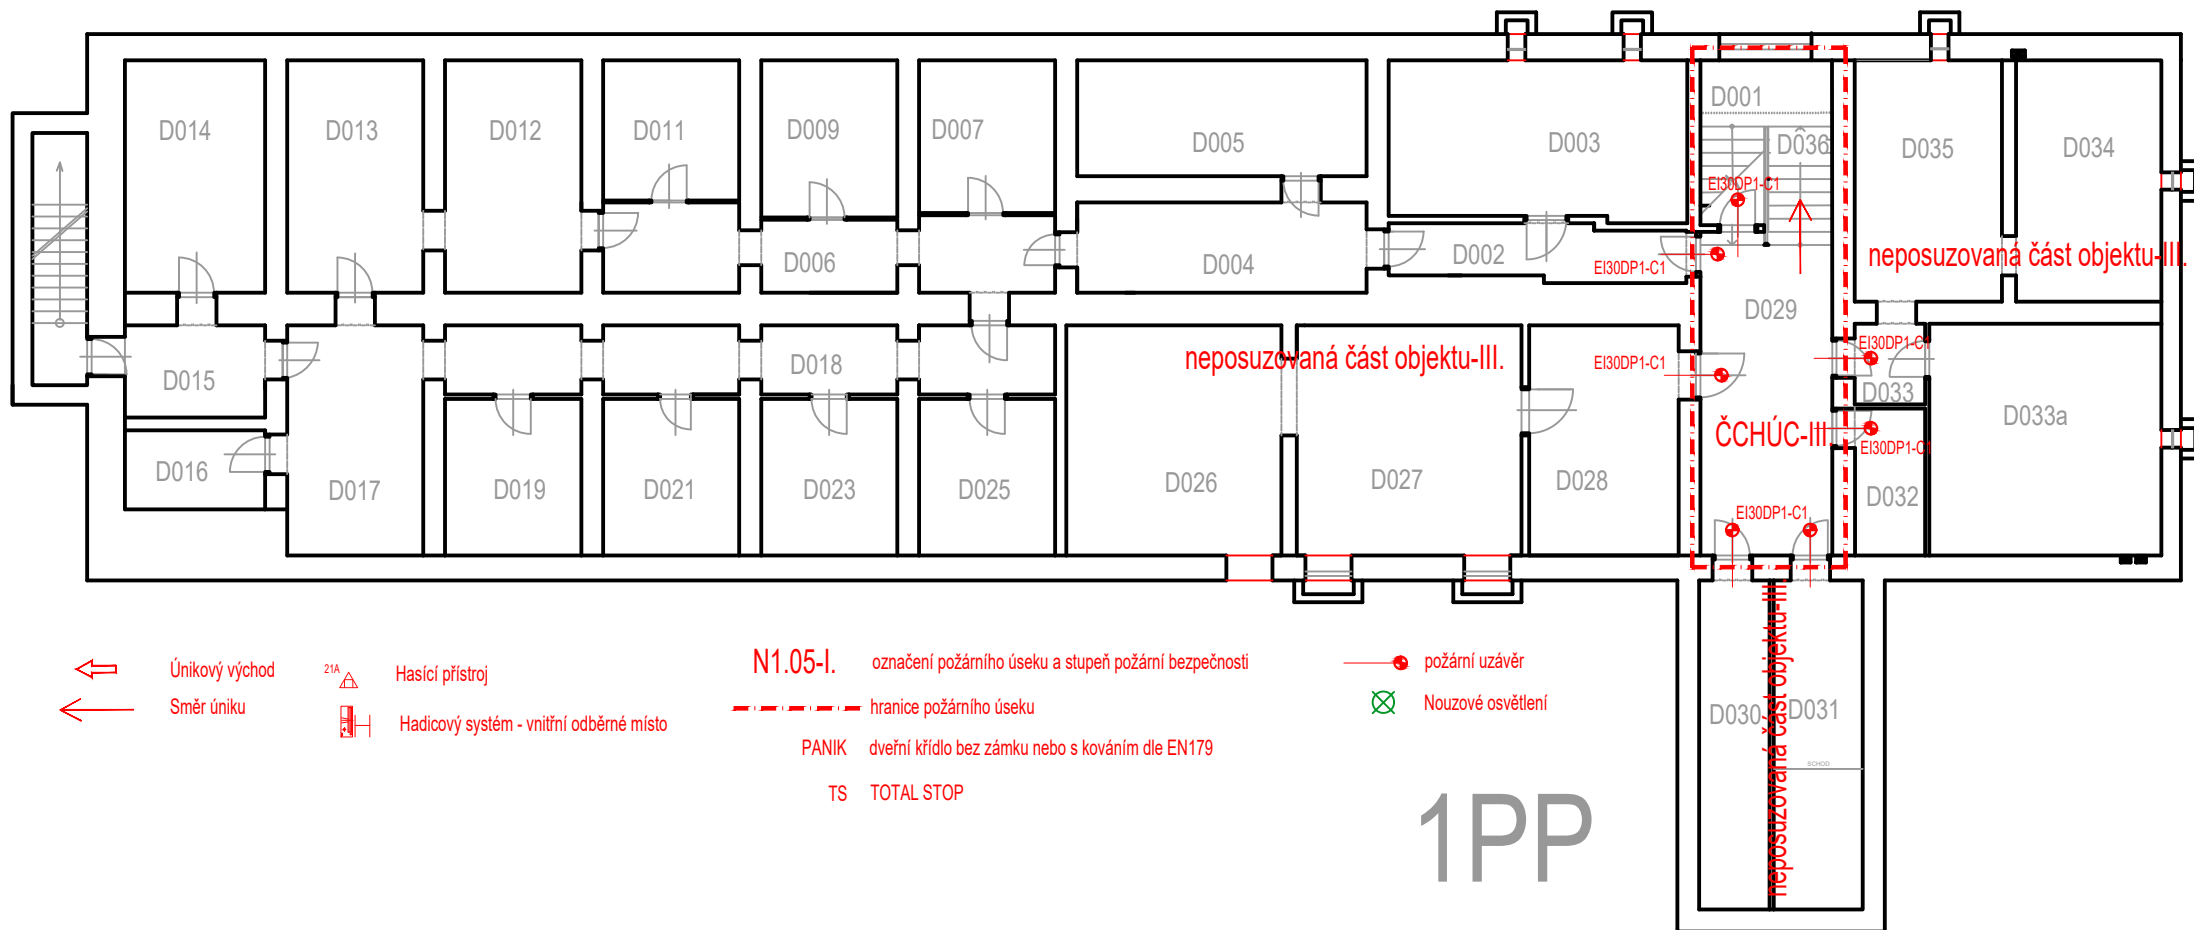 D014
D013
D012
D011
D009
D007
D005
D003
D001
D036
D035
D034
EI30DP1-C1
D006
D004
D002
EI30DP1-C1
neposuzovaná část objektu-III.
D029
D015
D018
neposuzovaná část objektu-III.
EI30DP1-C1
EI30DP1-C1
D033
D033a
ČCHÚC-III.
EI30DP1-C1
D016
D017
D019
D021
D023
D025
D026
D027
D028
D032
EI30DP1-C1
neposuzovaná část objektu-III.
D030
D031
SCHOD
Únikový východ
Směr úniku
21A
Hasící přístroj
Hadicový systém - vnitřní odběrné místo
N1.05-I. označení požárního úseku a stupeň požární bezpečnosti
hranice požárního úseku
PANIK dveřní křídlo bez zámku nebo s kováním dle EN179
TS TOTAL STOP
požární uzávěr
Nouzové osvětlení
1PP